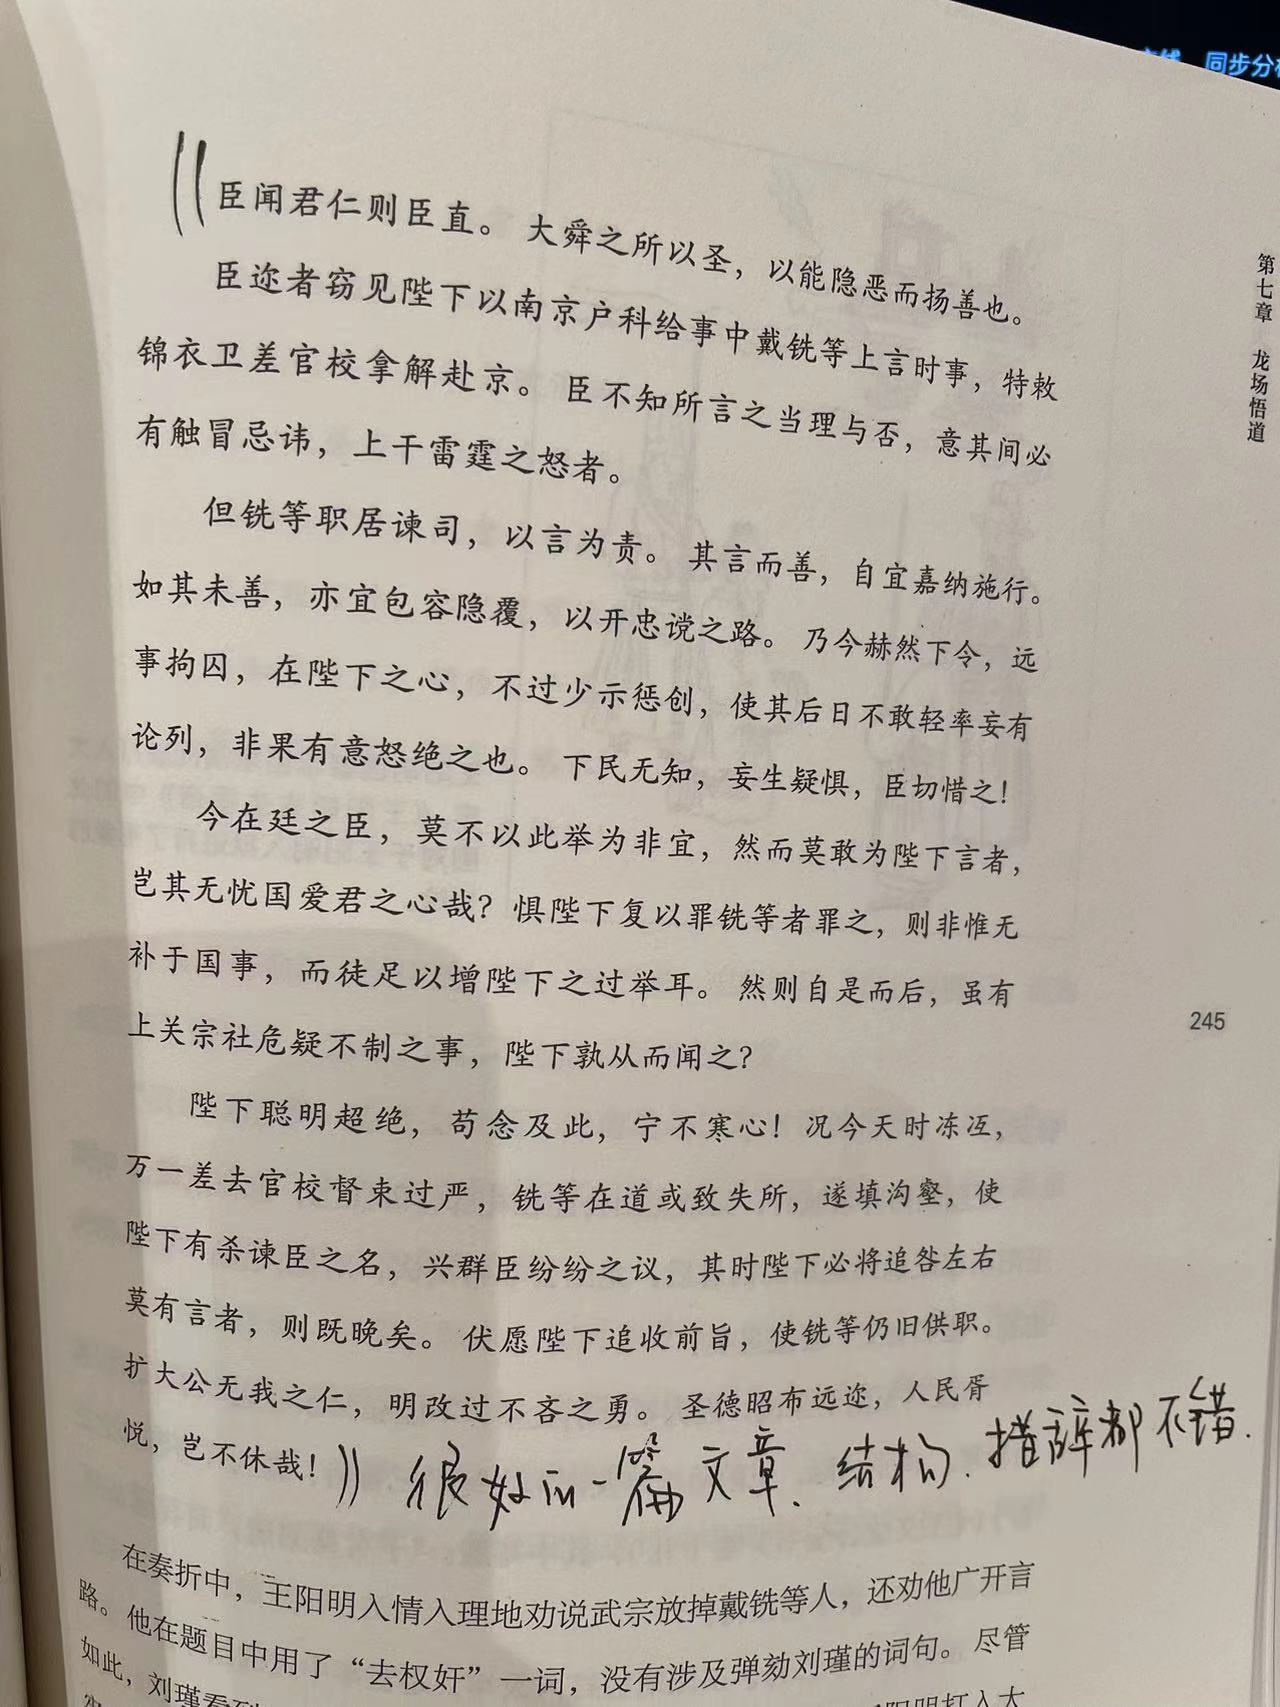 同步分
第七章 龙场悟道
臣闻君仁则臣直。大舜之所以圣，以能隐恶而扬善也。
臣迩者窃见陛下以南京户科给事中戴铣等上言时事，特敕
锦衣卫差官校拿解赴京。臣不知所言之当理与否，意其间必
有触冒忌讳，上干雷霆之怒者。
但铣等职居谏司，以言为责。其言而善，自宜嘉纳施行。
如其未善，亦宜包容隐覆，以开忠谠之路。乃今赫然下令，远
事拘囚，在陛下之心，不过少示惩创，使其后日不敢轻率妄有
论列，非果有意怒绝之也。下民无知，妄生疑惧，臣切惜之！
今在廷之臣，莫不以此举为非宜，然而莫敢为陛下言者，
岂其无忧国爱君之心哉？惧陛下复以罪铣等者罪之，则非惟无
补于国事，而徒足以增陛下之过举耳。然则自是而后，虽有
上关宗社危疑不制之事，陛下孰从而闻之？
245
陛下聪明超绝，苟念及此，宁不寒心！况今天时冻冱，
万一差去官校督束过严，铣等在道或致失所，遂填沟壑，使
陛下有杀谏臣之名，兴群臣纷纷之议，其时陛下必将追咎左右
莫有言者，则既晚矣。伏愿陛下追收前旨，使铣等仍旧供职。
扩大公无我之仁，明改过不吝之勇。圣德昭布远迩，人民胥
悦，岂不休哉！
很好的一篇文章、结构、措辞都不错.
在奏折中，王阳明入情入理地劝说武宗放掉戴铣等人，还劝他广开言
路。他在题目中用了“去权奸”一词，没有涉及弹劾刘瑾的词句。尽管
如此，刘瑾看到
阳明打入大